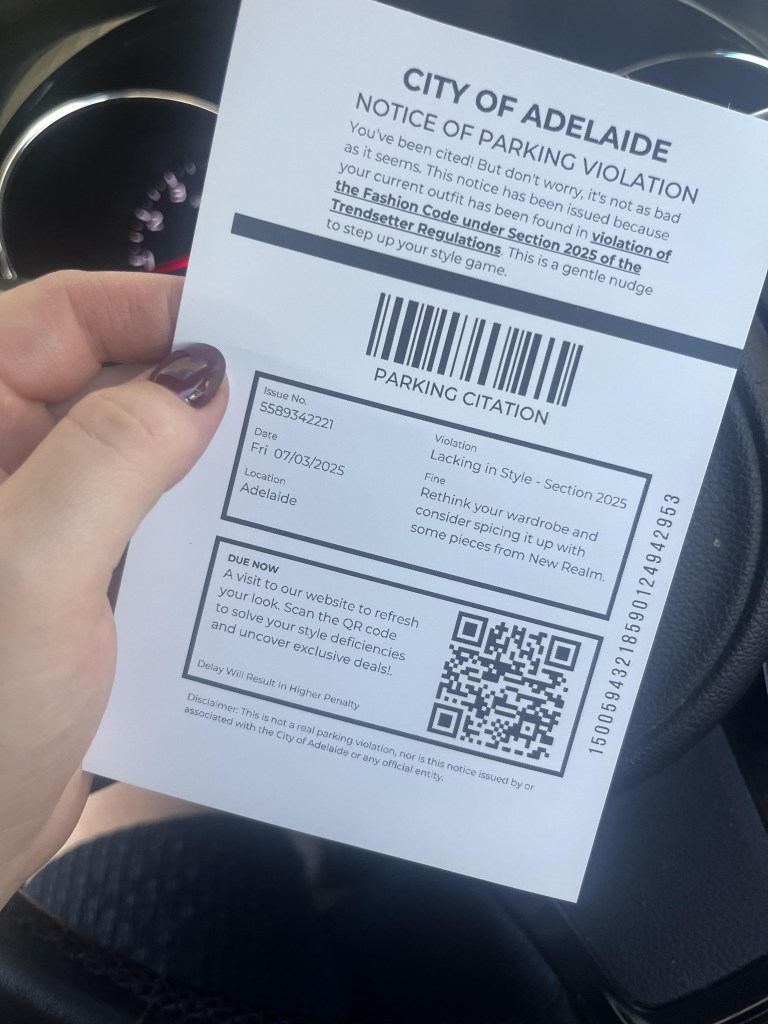 CITY OF ADELAIDE
NOTICE OF PARKING VIOLATION
You've been cited! But don't worry, it's not as bad
as it seems. This notice has been issued because
your current outfit has been found in violation of
the Fashion Code under Section 2025 of the
Trendsetter Regulations. This is a gentle nudge
to step up your style game.
PARKING CITATION
Issue No.
5589342221
Date
Fri 07/03/2025
Location
Adelaide
Violation
Lacking in Style - Section 2025
Fine
Rethink your wardrobe and
consider spicing it up with
some pieces from New Realm.
DUE NOW
A visit to our website to refresh
your look. Scan the QR code
to solve your style deficiencies
and uncover exclusive deals!.
Delay Will Result In Higher Penalty
Disclaimer: This is not a real parking violation, nor is this notice issued by or
associated with the City of Adelaide or any official entity.
15005943218590124942953